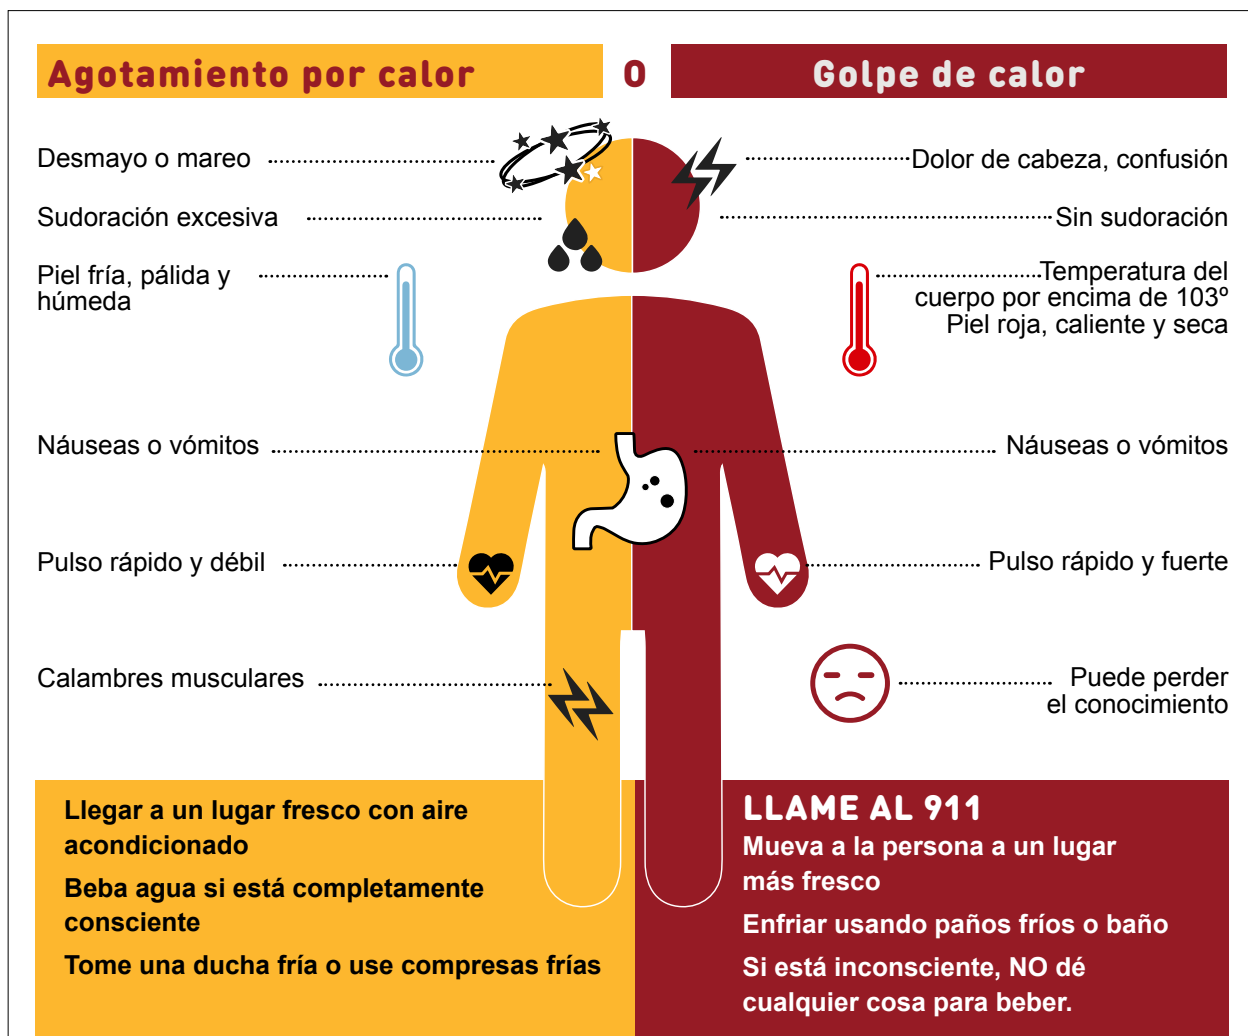 Agotamiento por calor
O
Golpe de calor
Desmayo o mareo
Sudoración excesiva
Piel fría, pálida y
húmeda
Náuseas o vómitos
Pulso rápido y débil
Calambres musculares
Dolor de cabeza, confusión
Sin sudoración
Temperatura del
cuerpo por encima de 103º
Piel roja, caliente y seca
Náuseas o vómitos
Pulso rápido y fuerte
Puede perder
el conocimiento
Llegar a un lugar fresco con aire
acondicionado
Beba agua si está completamente
consciente
Tome una ducha fría o use compresas frías
LLAME AL 911
Mueva a la persona a un lugar
más fresco
Enfriar usando paños fríos o baño
Si está inconsciente, NO dé
cualquier cosa para beber.